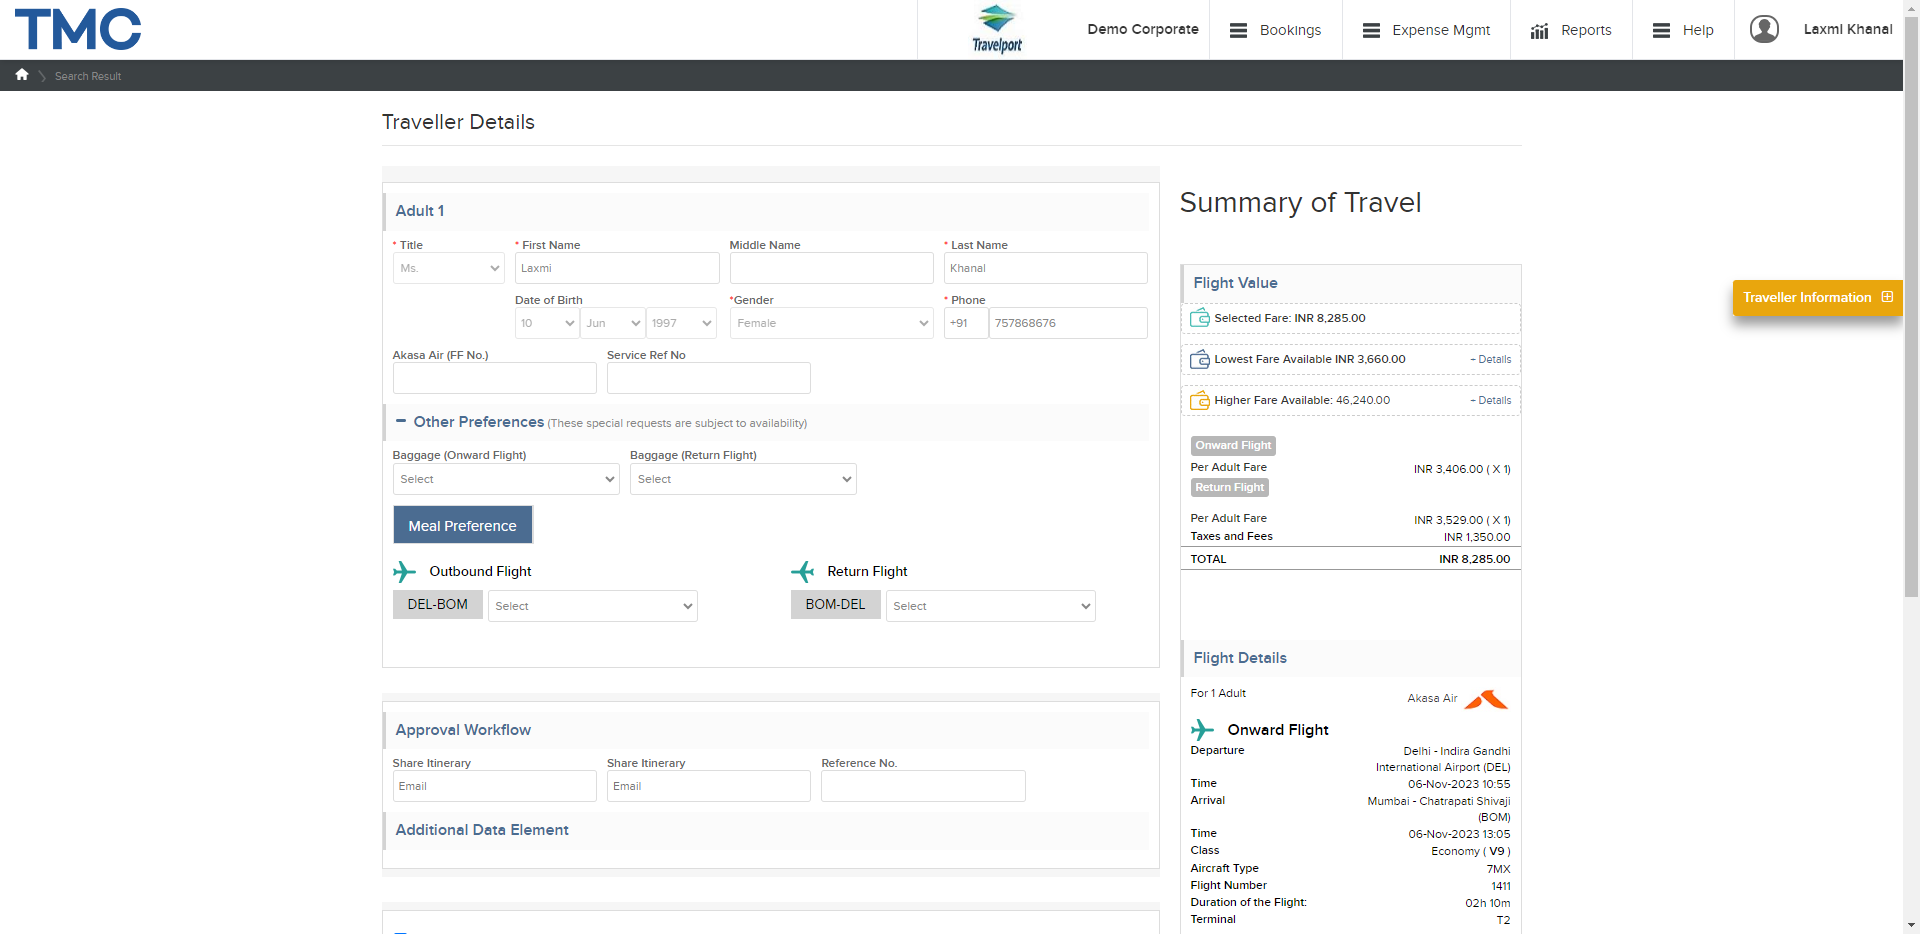 TMC
Travelport
Demo Corporate
Bookings
Expense Mgmt
Reports
Help
Laxmi Khanal
Search Result
Traveller Details
Adult 1
* Title
* First Name
Middle Name
* Last Name
Ms.
Laxmi
Khanal
Date of Birth
*Gender
* Phone
10
Jun
1997
Female
+91
757868676
Akasa Air (FF No.)
Service Ref No
Other Preferences (These special requests are subject to availability)
Baggage (Onward Flight)
Baggage (Return Flight)
Select
Select
Meal Preference
Outbound Flight
Return Flight
DEL-BOM
Select
BOM-DEL
Select
Approval Workflow
Share Itinerary
Share Itinerary
Reference No.
Email
Email
Additional Data Element
Summary of Travel
Flight Value
Selected Fare: INR 8,285.00
Lowest Fare Available INR 3,660.00
+ Details
Higher Fare Available: 46,240.00
+ Details
Onward Flight
Per Adult Fare
INR 3,406.00 ( X 1)
Return Flight
Per Adult Fare
INR 3,529.00 ( X 1)
Taxes and Fees
INR 1,350.00
TOTAL
INR 8,285.00
Traveller Information
Flight Details
For 1 Adult
Akasa Air
Onward Flight
Departure
Delhi - Indira Gandhi
International Airport (DEL)
Time
06-Nov-2023 10:55
Arrival
Mumbai - Chatrapati Shivaji
(BOM)
Time
06-Nov-2023 13:05
Class
Economy ( V9 )
Aircraft Type
7MX
Flight Number
1411
Duration of the Flight:
02h 10m
Terminal
T2